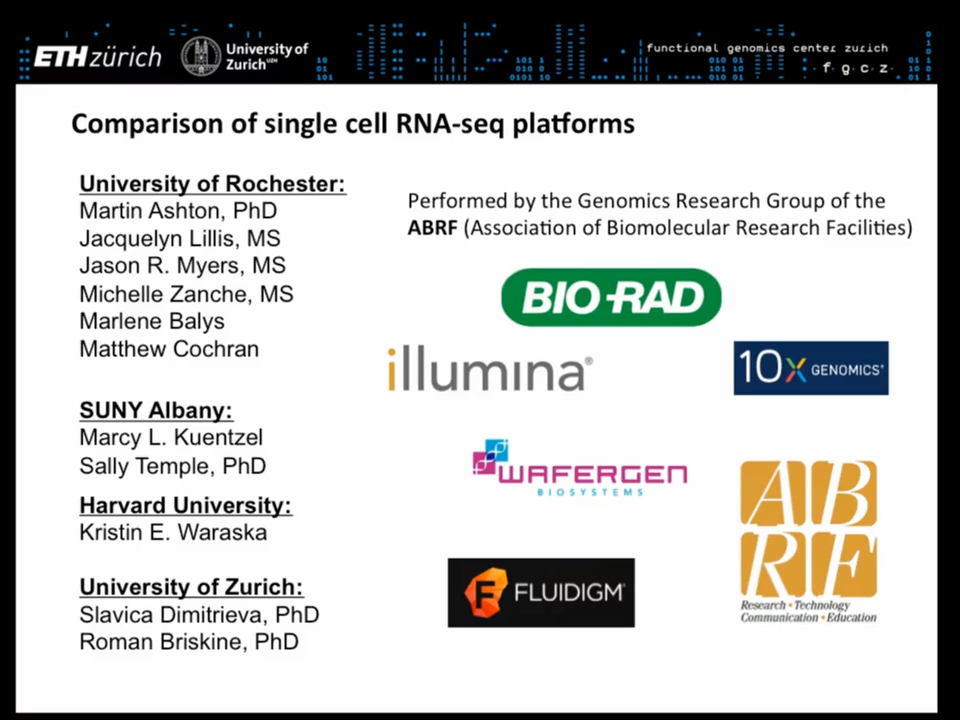 ETH zürich
University of
Zurich UZH
functional genomics center zurich
f·g·c·z·
Comparison of single cell RNA-seq platforms
University of Rochester:
Martin Ashton, PhD
Jacquelyn Lillis, MS
Jason R. Myers, MS
Michelle Zanche, MS
Marlene Balys
Matthew Cochran
SUNY Albany:
Marcy L. Kuentzel
Sally Temple, PhD
Harvard University:
Kristin E. Waraska
University of Zurich:
Slavica Dimitrieva, PhD
Roman Briskine, PhD
Performed by the Genomics Research Group of the
ABRF (Association of Biomolecular Research Facilities)
BIO-RAD
illumina®
10X GENOMICS®
WAFERGEN
BIOSYSTEMS
F FLUIDIGM®
AB
RF
Research • Technology
Communication • Education